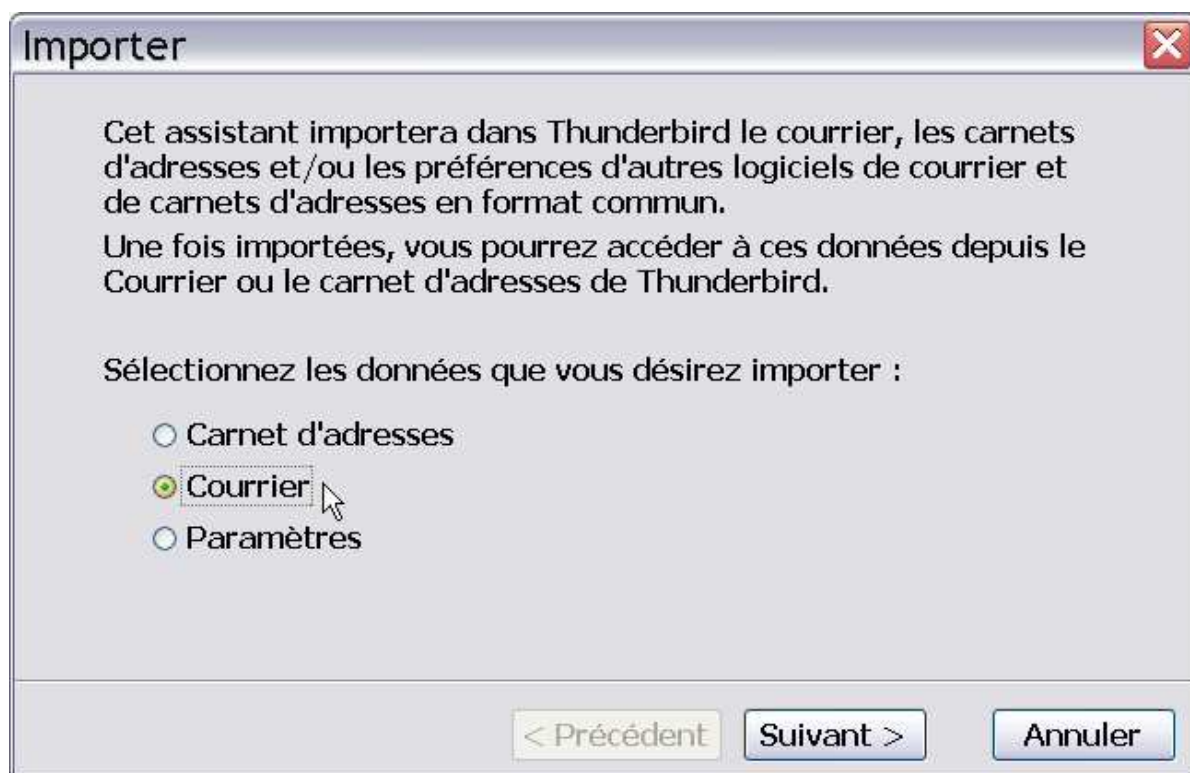 Importer
Cet assistant importera dans Thunderbird le courrier, les carnets
d'adresses et/ou les préférences d'autres logiciels de courrier et
de carnets d'adresses en format commun.
Une fois importées, vous pourrez accéder à ces données depuis le
Courrier ou le carnet d'adresses de Thunderbird.
Sélectionnez les données que vous désirez importer :
Carnet d'adresses
Courrier
Paramètres
< Précédent Suivant > Annuler